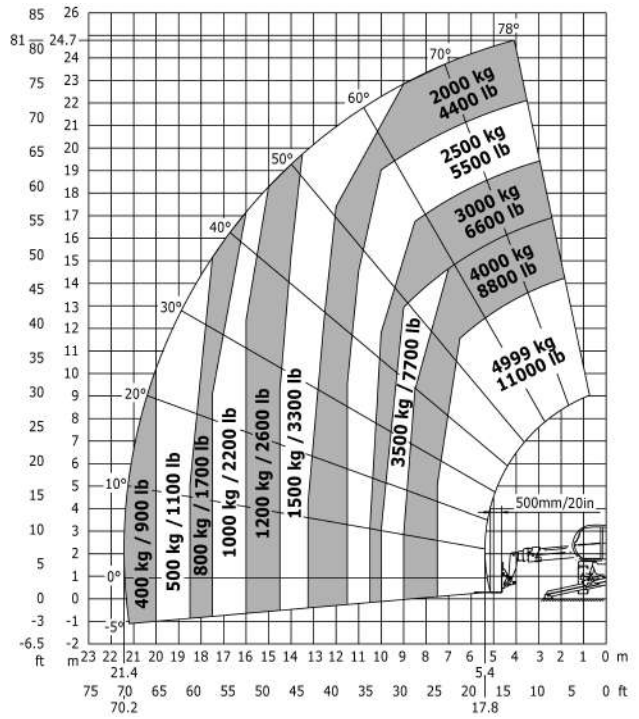 85 26
81 80 24.7 78°
24 70°
75 23
22 2000 kg
70 21 60° 4400 lb
65 20 2500 kg
19 50° 5500 lb
60 18
17 3000 kg
55 16 40° 6600 lb
50 15 4000 kg
14 8800 lb
45 13 30°
40 12
11 4999 kg
35 10 11000 lb
30 9 20°
8
25 7
6
20 5 10°
15 4 500mm/20in
3
10 2
5 1 0°
0 0
-3 -1 -5°
-6.5 -2
400 kg / 900 lb
500 kg / 1100 lb
800 kg / 1700 lb
1000 kg / 2200 lb
1200 kg / 2600 lb
1500 kg / 3300 lb
3500 kg / 7700 lb
ft m 23 22 21 20 19 18 17 16 15 14 13 12 11 10 9 8 7 6 5 4 3 2 1 0 m
21.4 5.4
75 70 65 60 55 50 45 40 35 30 25 20 15 10 5 0 ft
70.2 17.8